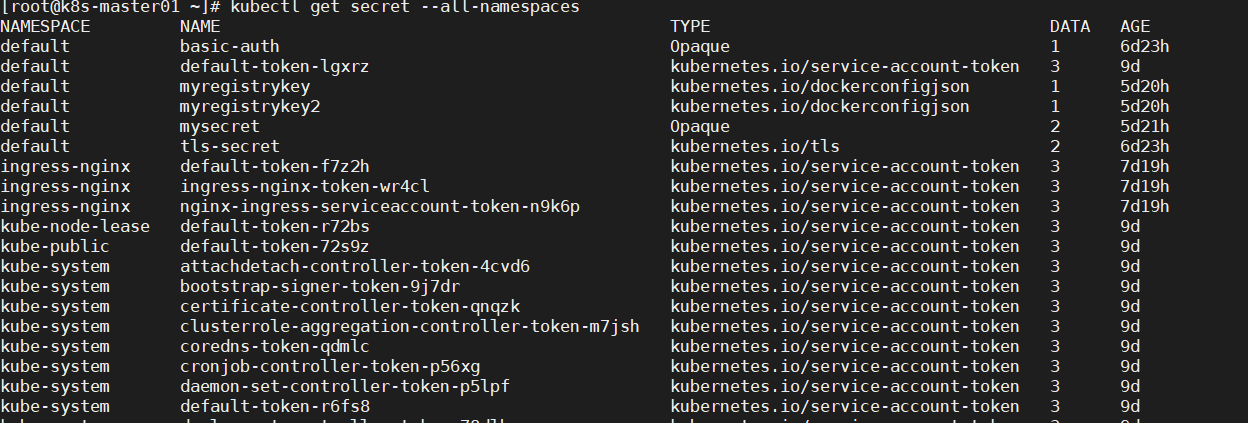 [root@k8s-master01 ~]# kubectl get secret --all-namespaces
NAMESPACE NAME TYPE DATA AGE
default basic-auth Opaque 1 6d23h
default default-token-lgxrz kubernetes.io/service-account-token 3 9d
default myregistrykey kubernetes.io/dockerconfigjson 1 5d20h
default myregistrykey2 kubernetes.io/dockerconfigjson 1 5d20h
default mysecret Opaque 2 5d21h
default tls-secret kubernetes.io/tls 2 6d23h
ingress-nginx default-token-f7z2h kubernetes.io/service-account-token 3 7d19h
ingress-nginx ingress-nginx-token-wr4cl kubernetes.io/service-account-token 3 7d19h
ingress-nginx nginx-ingress-serviceaccount-token-n9k6p kubernetes.io/service-account-token 3 7d19h
kube-node-lease default-token-r72bs kubernetes.io/service-account-token 3 9d
kube-public default-token-72s9z kubernetes.io/service-account-token 3 9d
kube-system attachdetach-controller-token-4cvd6 kubernetes.io/service-account-token 3 9d
kube-system bootstrap-signer-token-9j7dr kubernetes.io/service-account-token 3 9d
kube-system certificate-controller-token-qnqzk kubernetes.io/service-account-token 3 9d
kube-system clusterrole-aggregation-controller-token-m7jsh kubernetes.io/service-account-token 3 9d
kube-system coredns-token-qdmlc kubernetes.io/service-account-token 3 9d
kube-system cronjob-controller-token-p56xg kubernetes.io/service-account-token 3 9d
kube-system daemon-set-controller-token-p5lpf kubernetes.io/service-account-token 3 9d
kube-system default-token-r6fs8 kubernetes.io/service-account-token 3 9d